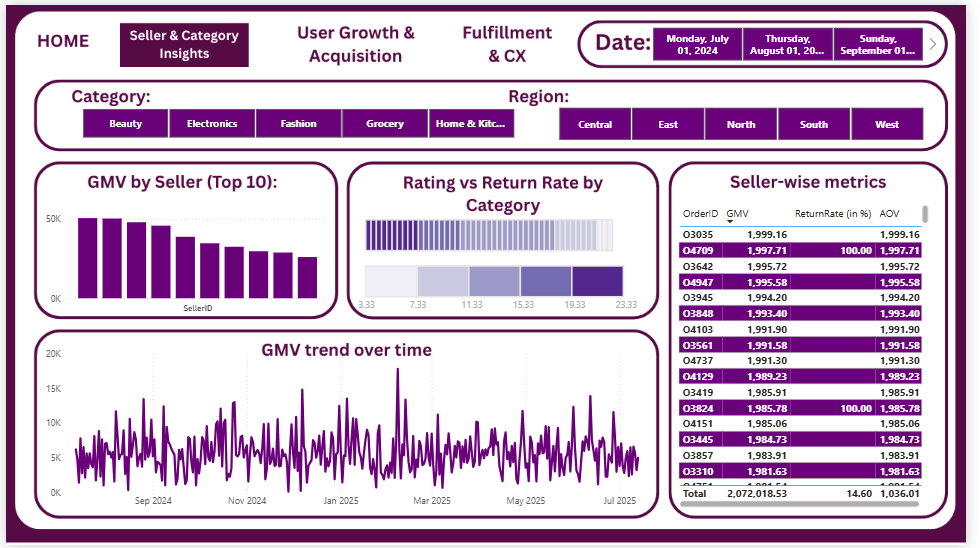 HOME
Seller & Category
Insights
User Growth &
Acquisition
Fulfillment
& CX
Date:
Monday, July
01, 2024
Thursday,
August 01, 20...
Sunday,
September 01...
Category:
Beauty
Electronics
Fashion
Grocery
Home & Kitc...
Region:
Central
East
North
South
West
GMV by Seller (Top 10):
50K
0K
SellerID
Rating vs Return Rate by
Category
3.33 7.33 11.33 15.33 19.33 23.33
GMV trend over time
20K
15K
10K
5K
0K
Sep 2024 Nov 2024 Jan 2025 Mar 2025 May 2025 Jul 2025
Seller-wise metrics
OrderID GMV ReturnRate (in %) AOV
O3035 1,999.16 1,999.16
O4709 1,997.71 100.00 1,997.71
O3642 1,995.72 1,995.72
O4947 1,995.58 1,995.58
O3945 1,994.20 1,994.20
O3848 1,993.40 1,993.40
O4103 1,991.90 1,991.90
O3561 1,991.58 1,991.58
O4737 1,991.30 1,991.30
O4129 1,989.23 1,989.23
O3419 1,985.91 1,985.91
O3824 1,985.78 100.00 1,985.78
O4151 1,985.06 1,985.06
O3445 1,984.73 1,984.73
O3857 1,983.91 1,983.91
O3310 1,981.63 1,981.63
Total 2,072,018.53 14.60 1,036.01